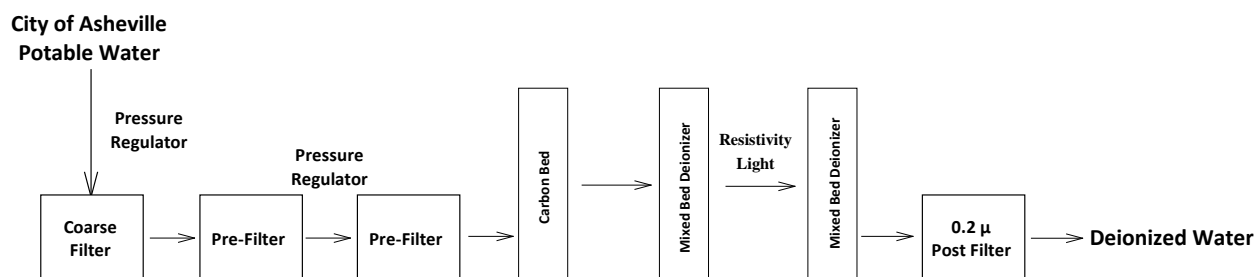 City of Asheville
Potable Water
Pressure
Regulator
Coarse
Filter
Pre-Filter
Pressure
Regulator
Pre-Filter
Carbon Bed
Mixed Bed Deionizer
Resistivity
Light
Mixed Bed Deionizer
0.2 μ
Post Filter
Deionized Water